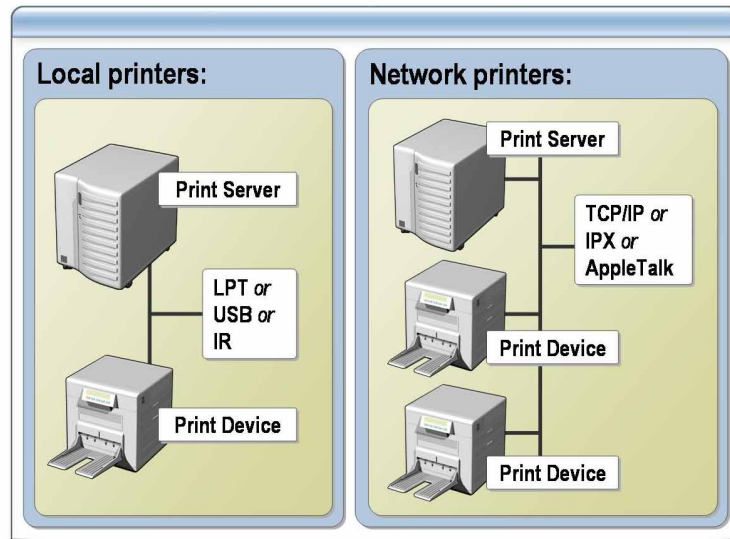 Local printers:
Print Server
LPT or
USB or
IR
Print Device
Network printers:
Print Server
TCP/IP or
IPX or
AppleTalk
Print Device
Print Device